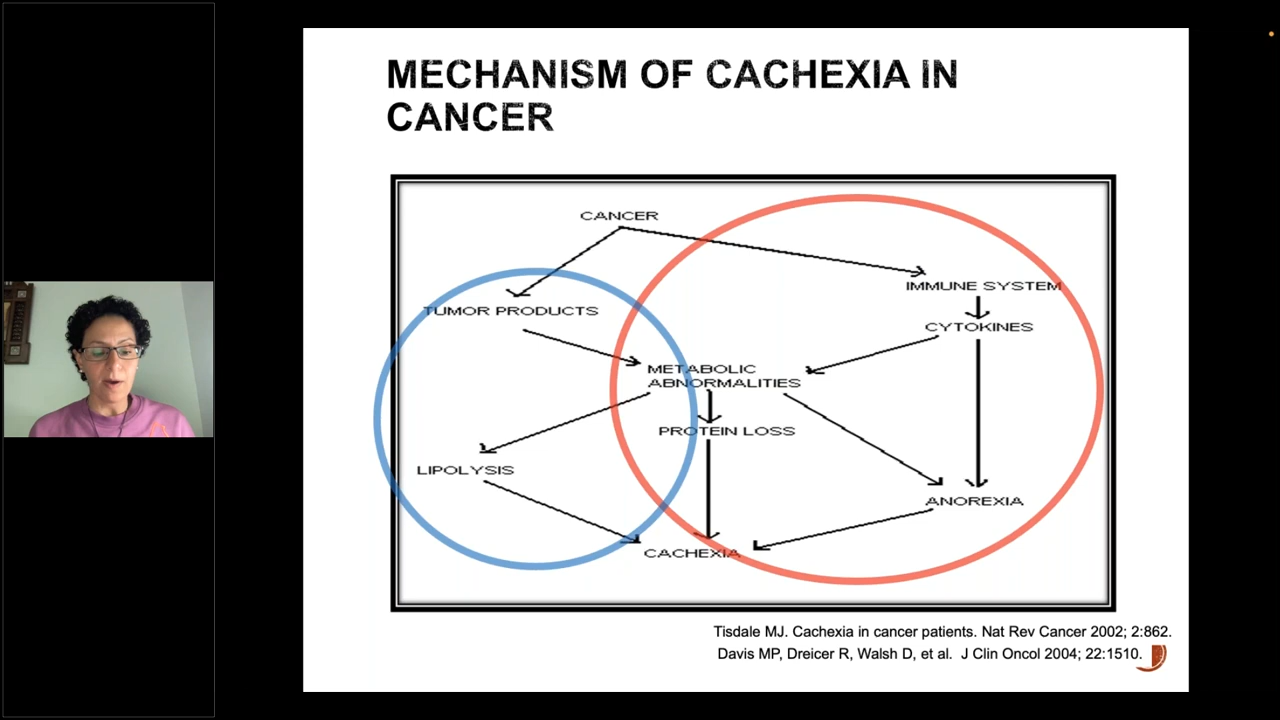 MECHANISM OF CACHEXIA IN
CANCER
CANCER
IMMUNE SYSTEM
TUMOR PRODUCTS
CYTOKINES
METABOLIC
ABNORMALITIES
PROTEIN LOSS
LIPOLYSIS
ANOREXIA
CACHEXIA
Tisdale MJ. Cachexia in cancer patients. Nat Rev Cancer 2002; 2:862.
Davis MP, Dreicer R, Walsh D, et al. J Clin Oncol 2004; 22:1510.